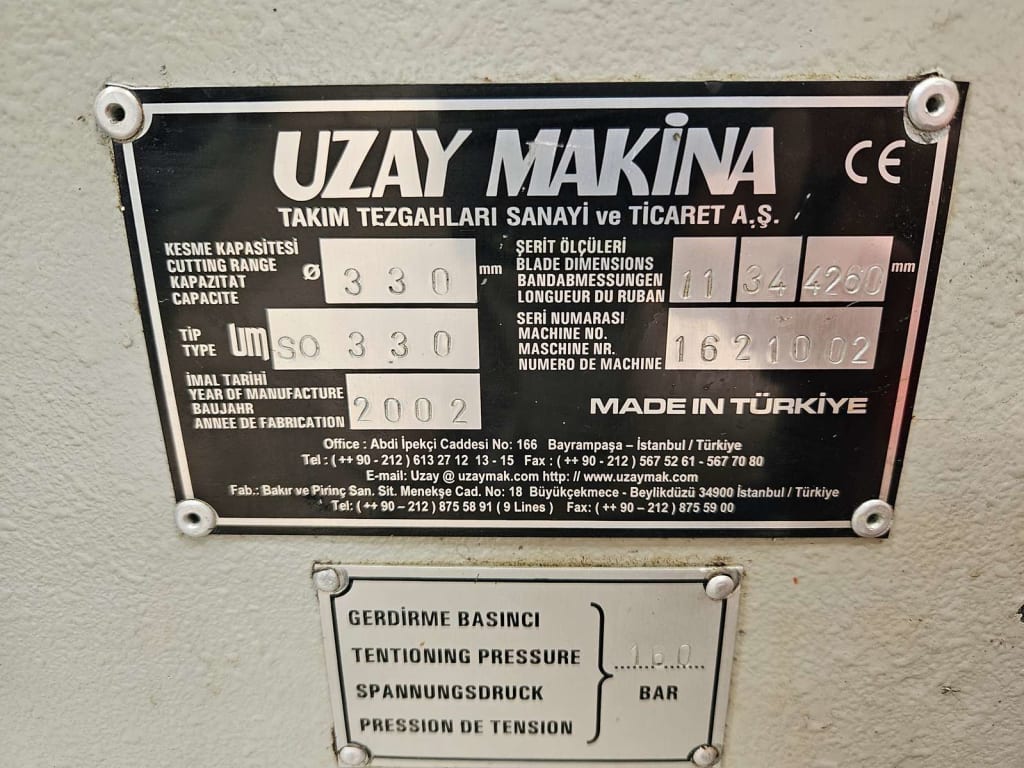 UZAY MAKİNA CE
TAKIM TEZGAHLARI SANAYİ ve TİCARET A.Ş.
KESME KAPASİTESİ
CUTTING RANGE
KAPAZITAT
CAPACITE
Ø 330 mm
ŞERİT ÖLÇÜLERİ
BLADE DIMENSIONS
BANDABMESSUNGEN
LONGUEUR DU RUBAN
11 34 4260 mm
TİP
TYPE
UM SO 330
SERİ NUMARASI
MACHINE NO.
MASCHINE NR.
NUMERO DE MACHINE
1621002
İMAL TARİHİ
YEAR OF MANUFACTURE
BAUJAHR
ANNEE DE FABRICATION
2002
MADE IN TÜRKİYE
Office : Abdi İpekçi Caddesi No: 166 Bayrampaşa – İstanbul / Türkiye
Tel : ( ++ 90 - 212 ) 613 27 12 13 - 15 Fax : ( ++ 90 - 212 ) 567 52 61 - 567 70 80
E-mail: Uzay @ uzaymak.com http: // www.uzaymak.com
Fab.: Bakır ve Pirinç San. Sit. Menekşe Cad. No: 18 Büyükçekmece - Beylikdüzü 34900 İstanbul / Türkiye
Tel: ( ++ 90 – 212 ) 875 58 91 ( 9 Lines ) Fax: ( ++ 90 – 212 ) 875 59 00
GERDİRME BASINCI
TENTIONING PRESSURE
SPANNUNGSDRUCK
PRESSION DE TENSION
160
BAR